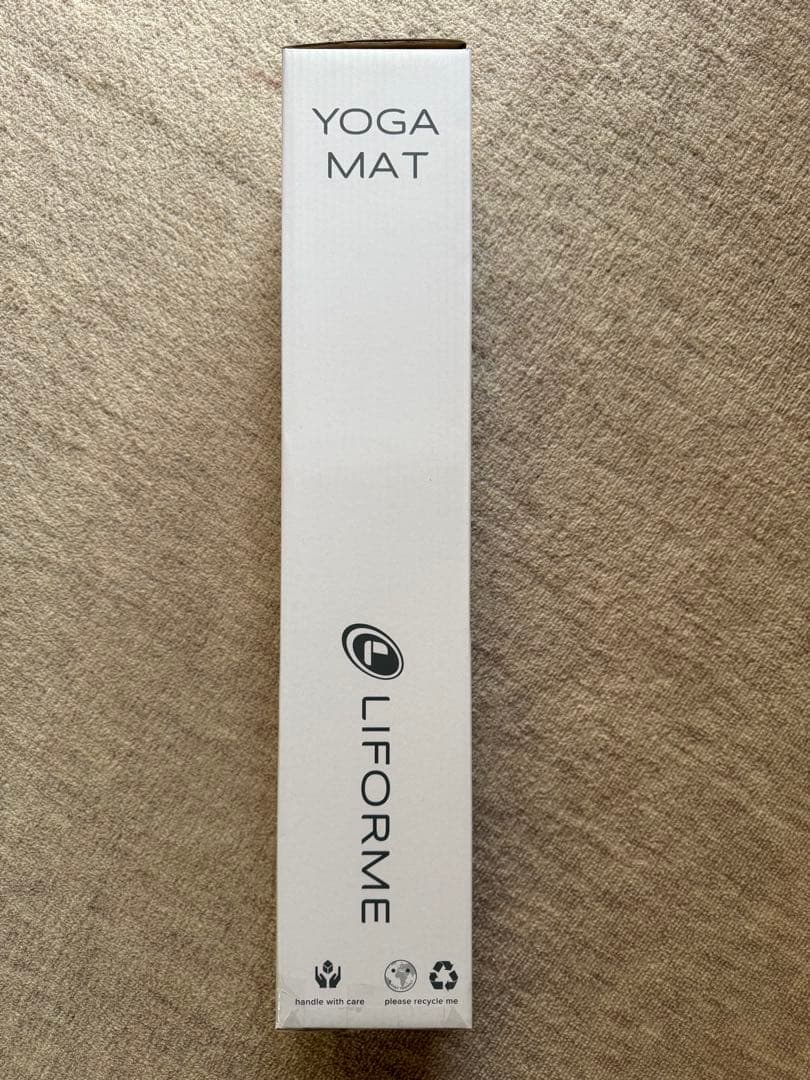 YOGA
MAT
LIFORME
handle with care
please recycle me